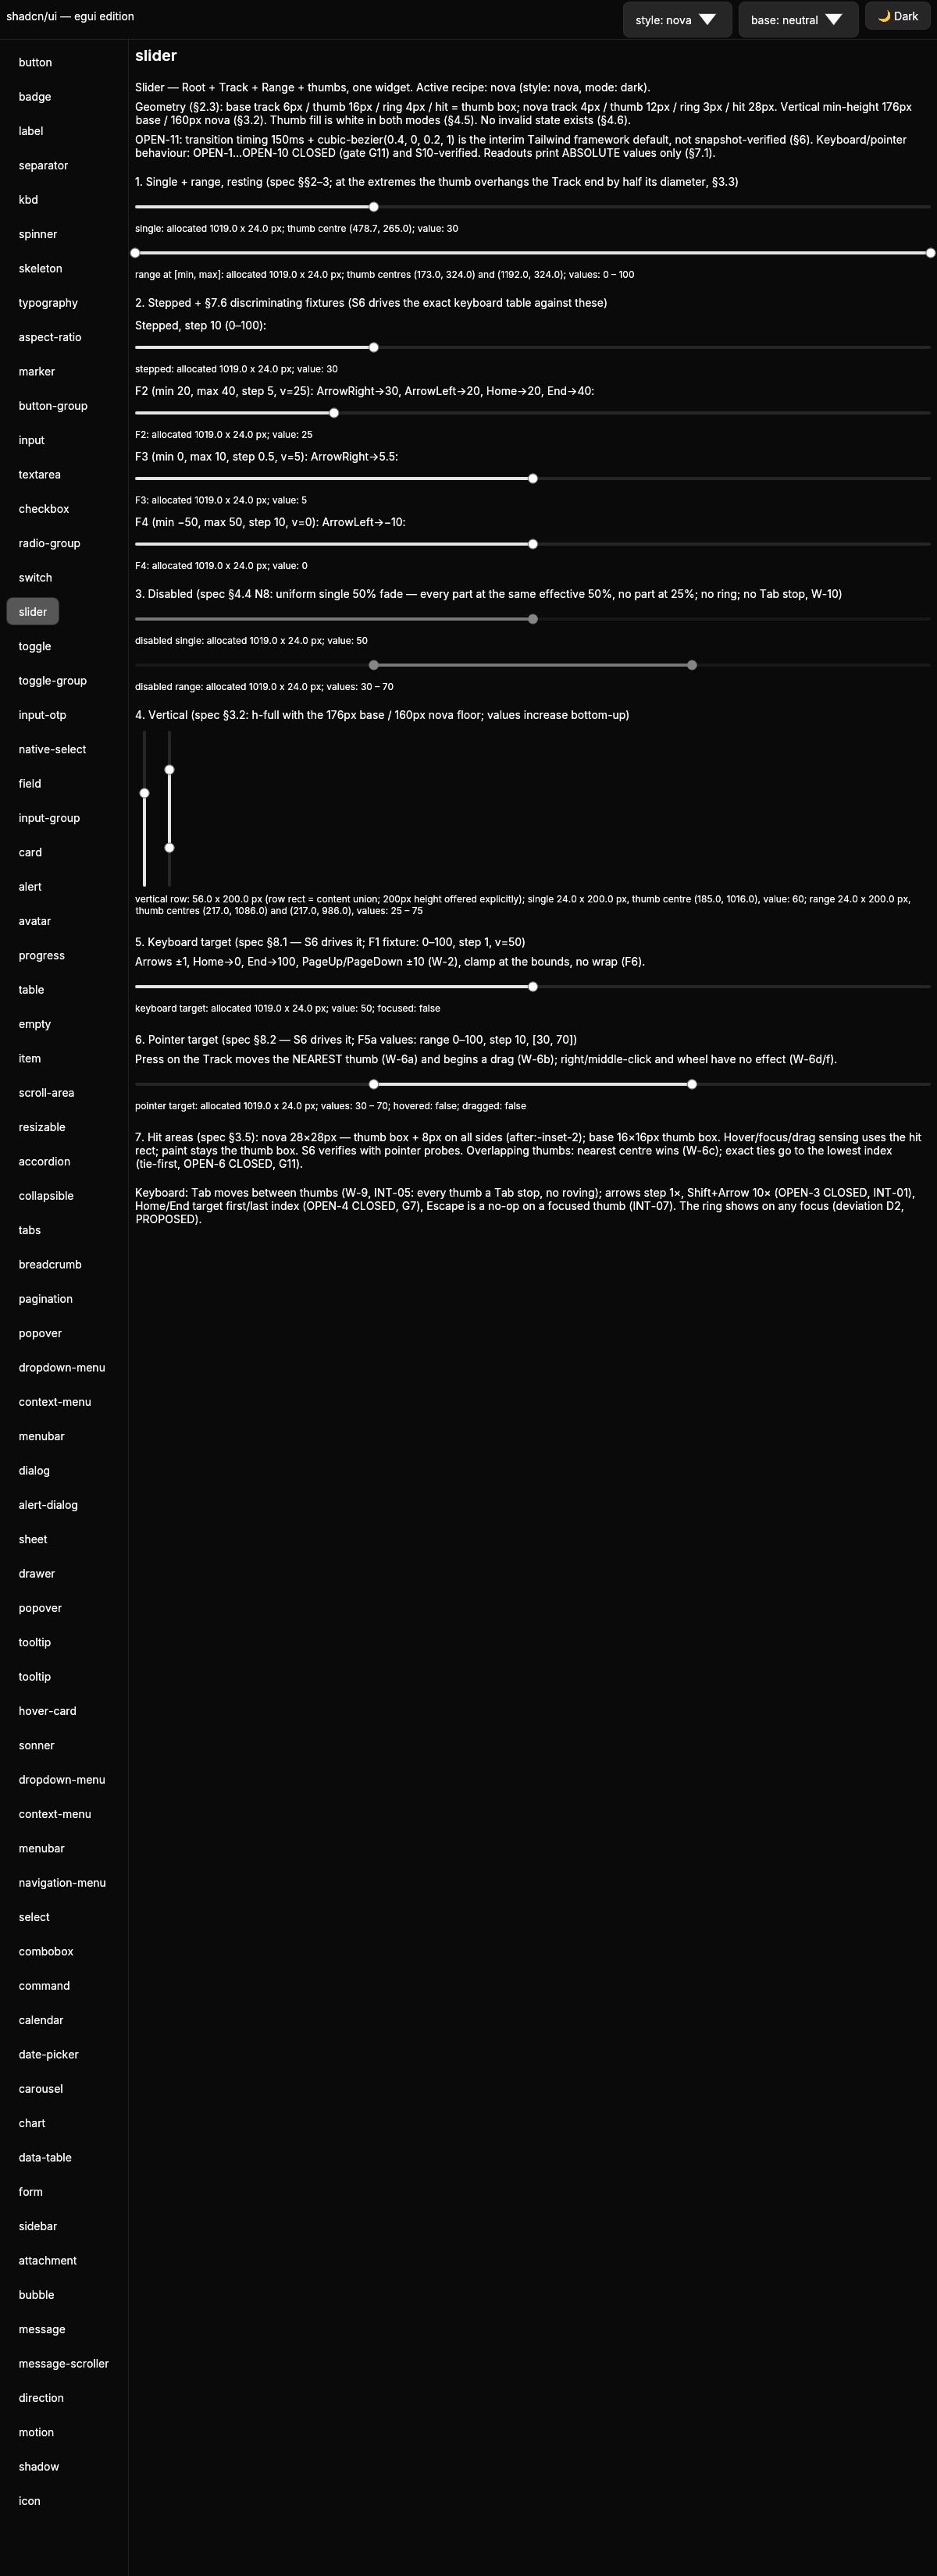 shadcn/ui — egui edition
style: nova
base: neutral
🌙 Dark
button
badge
label
separator
kbd
spinner
skeleton
typography
aspect-ratio
marker
button-group
input
textarea
checkbox
radio-group
switch
slider
toggle
toggle-group
input-otp
native-select
field
input-group
card
alert
avatar
progress
table
empty
item
scroll-area
resizable
accordion
collapsible
tabs
breadcrumb
pagination
popover
dropdown-menu
context-menu
menubar
dialog
alert-dialog
sheet
drawer
popover
tooltip
tooltip
hover-card
sonner
dropdown-menu
context-menu
menubar
navigation-menu
select
combobox
command
calendar
date-picker
carousel
chart
data-table
form
sidebar
attachment
bubble
message
message-scroller
direction
motion
shadow
icon
slider
Slider — Root + Track + Range + thumbs, one widget. Active recipe: nova (style: nova, mode: dark).
Geometry (§2.3): base track 6px / thumb 16px / ring 4px / hit = thumb box; nova track 4px / thumb 12px / ring 3px / hit 28px. Vertical min-height 176px
base / 160px nova (§3.2). Thumb fill is white in both modes (§4.5). No invalid state exists (§4.6).
OPEN-11: transition timing 150ms + cubic-bezier(0.4, 0, 0.2, 1) is the interim Tailwind framework default, not snapshot-verified (§6). Keyboard/pointer
behaviour: OPEN-1…OPEN-10 CLOSED (gate G11) and S10-verified. Readouts print ABSOLUTE values only (§7.1).
1. Single + range, resting (spec §§2–3; at the extremes the thumb overhangs the Track end by half its diameter, §3.3)
single: allocated 1019.0 x 24.0 px; thumb centre (478.7, 265.0); value: 30
range at [min, max]: allocated 1019.0 x 24.0 px; thumb centres (173.0, 324.0) and (1192.0, 324.0); values: 0 – 100
2. Stepped + §7.6 discriminating fixtures (S6 drives the exact keyboard table against these)
Stepped, step 10 (0–100):
stepped: allocated 1019.0 x 24.0 px; value: 30
F2 (min 20, max 40, step 5, v=25): ArrowRight→30, ArrowLeft→20, Home→20, End→40:
F2: allocated 1019.0 x 24.0 px; value: 25
F3 (min 0, max 10, step 0.5, v=5): ArrowRight→5.5:
F3: allocated 1019.0 x 24.0 px; value: 5
F4 (min −50, max 50, step 10, v=0): ArrowLeft→−10:
F4: allocated 1019.0 x 24.0 px; value: 0
3. Disabled (spec §4.4 N8: uniform single 50% fade — every part at the same effective 50%, no part at 25%; no ring; no Tab stop, W-10)
disabled single: allocated 1019.0 x 24.0 px; value: 50
disabled range: allocated 1019.0 x 24.0 px; values: 30 – 70
4. Vertical (spec §3.2: h-full with the 176px base / 160px nova floor; values increase bottom-up)
vertical row: 56.0 x 200.0 px (row rect = content union; 200px height offered explicitly); single 24.0 x 200.0 px, thumb centre (185.0, 1016.0), value: 60; range 24.0 x 200.0 px,
thumb centres (217.0, 1086.0) and (217.0, 986.0), values: 25 – 75
5. Keyboard target (spec §8.1 — S6 drives it; F1 fixture: 0–100, step 1, v=50)
Arrows ±1, Home→0, End→100, PageUp/PageDown ±10 (W-2), clamp at the bounds, no wrap (F6).
keyboard target: allocated 1019.0 x 24.0 px; value: 50; focused: false
6. Pointer target (spec §8.2 — S6 drives it; F5a values: range 0–100, step 10, [30, 70])
Press on the Track moves the NEAREST thumb (W-6a) and begins a drag (W-6b); right/middle-click and wheel have no effect (W-6d/f).
pointer target: allocated 1019.0 x 24.0 px; values: 30 – 70; hovered: false; dragged: false
7. Hit areas (spec §3.5): nova 28×28px — thumb box + 8px on all sides (after:-inset-2); base 16×16px thumb box. Hover/focus/drag sensing uses the hit
rect; paint stays the thumb box. S6 verifies with pointer probes. Overlapping thumbs: nearest centre wins (W-6c); exact ties go to the lowest index
(tie-first, OPEN-6 CLOSED, G11).
Keyboard: Tab moves between thumbs (W-9, INT-05: every thumb a Tab stop, no roving); arrows step 1×, Shift+Arrow 10× (OPEN-3 CLOSED, INT-01),
Home/End target first/last index (OPEN-4 CLOSED, G7), Escape is a no-op on a focused thumb (INT-07). The ring shows on any focus (deviation D2,
PROPOSED).